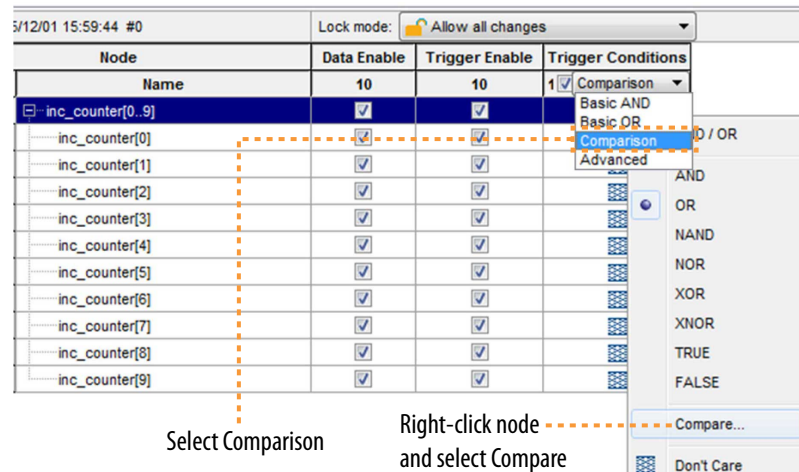 5/12/01 15:59:44 #0 Lock mode: Allow all changes
Node Data Enable Trigger Enable Trigger Conditions
Name 10 10 1 Comparison
inc_counter[0..9] Basic AND
Basic OR
inc_counter[0] Comparison D / OR
inc_counter[1] Advanced AND
inc_counter[2] OR
inc_counter[3] NAND
inc_counter[4] NOR
inc_counter[5] XOR
inc_counter[6] XNOR
inc_counter[7] TRUE
inc_counter[8] FALSE
inc_counter[9]
Compare...
Don't Care
Select Comparison
Right-click node
and select Compare